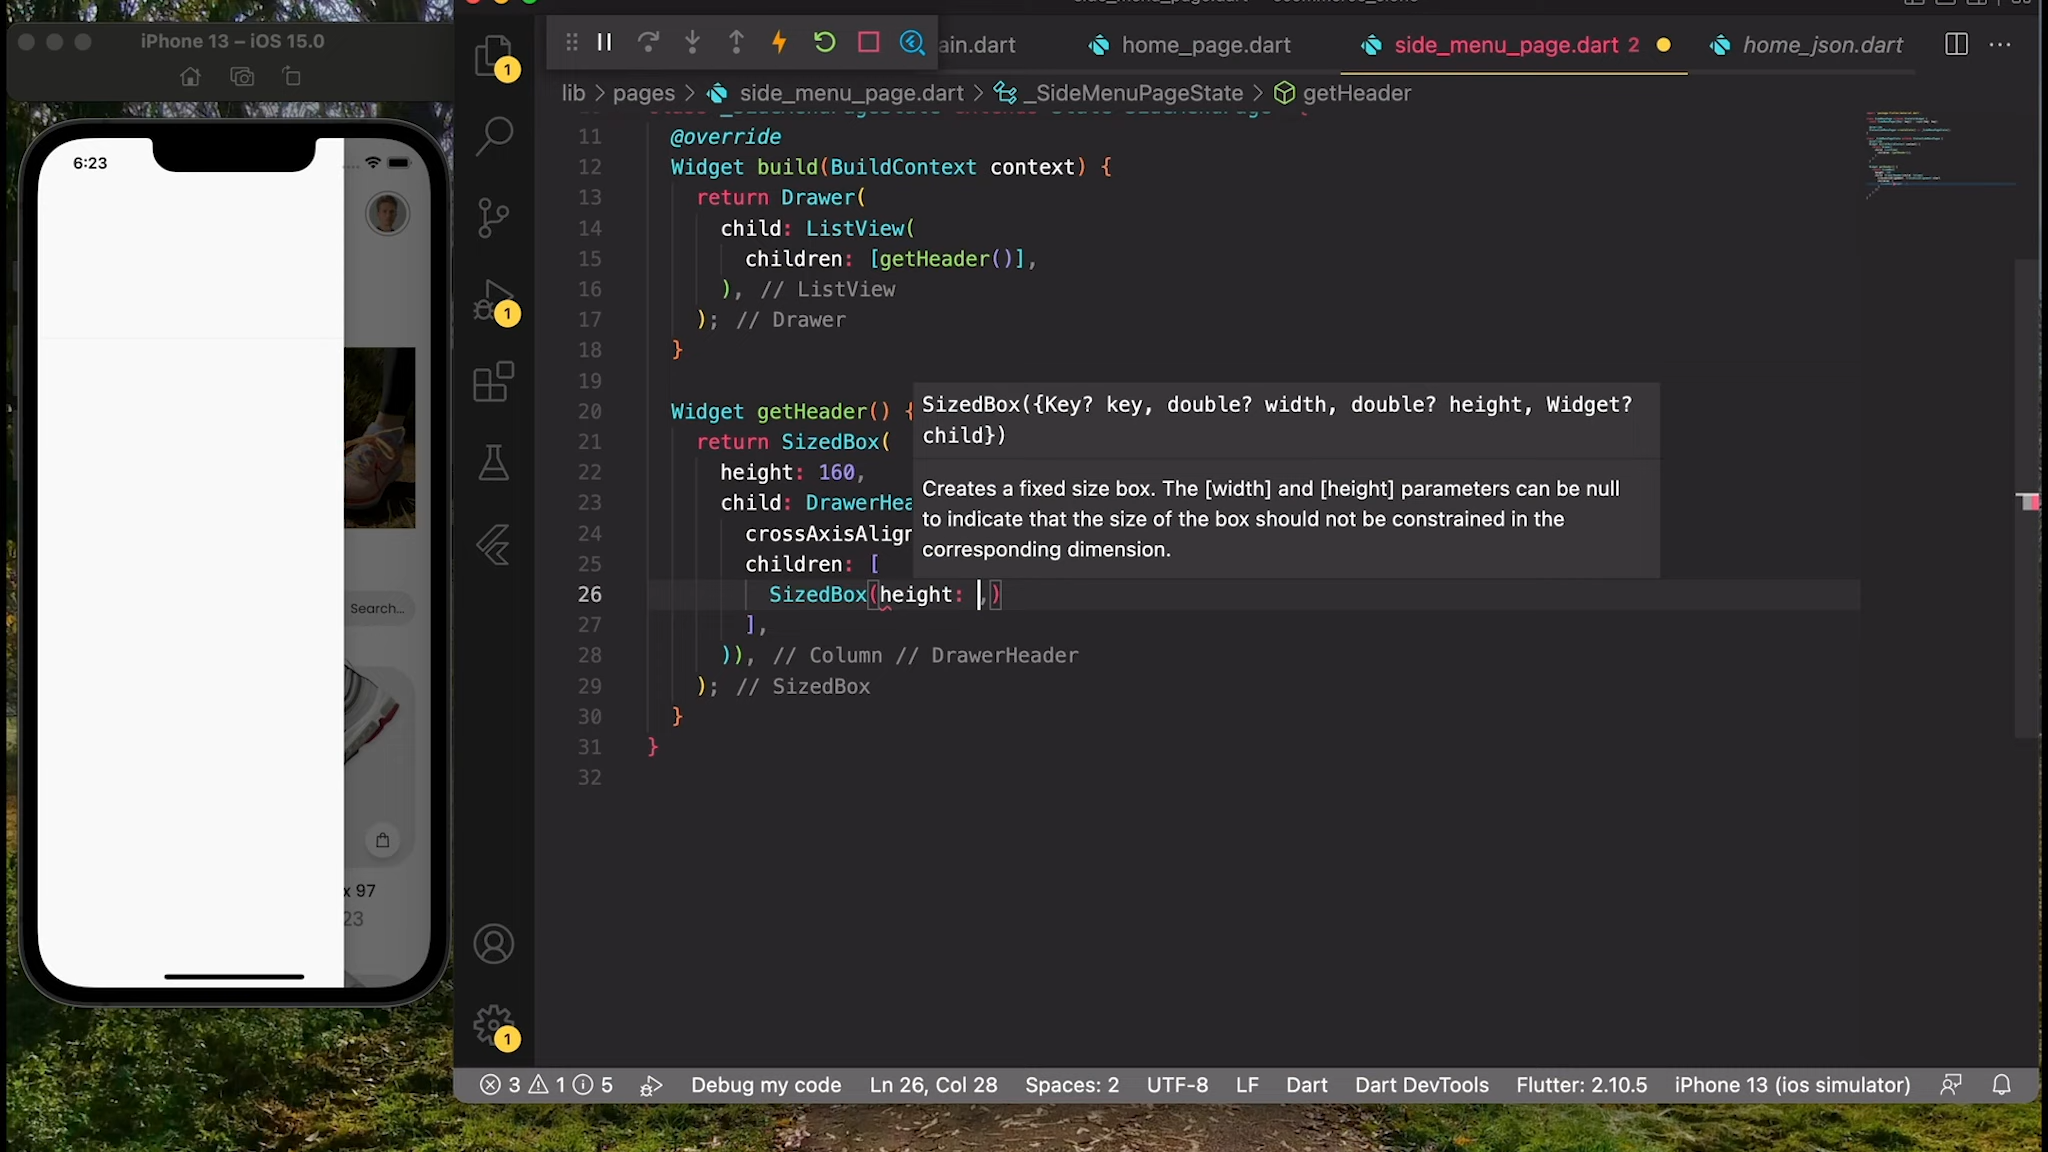 iPhone 13 – iOS 15.0
6:23
Search...
x 97
23
1
1
1
ain.dart
home_page.dart
side_menu_page.dart 2
home_json.dart
lib > pages > side_menu_page.dart > _SideMenuPageState > getHeader
11 @override
12 Widget build(BuildContext context) {
13 return Drawer(
14 child: ListView(
15 children: [getHeader()],
16 ), // ListView
17 ); // Drawer
18 }
19
20 Widget getHeader() {
21 return SizedBox(
22 height: 160,
23 child: DrawerHea
24 crossAxisAlign
25 children: [
26 SizedBox(height: ,)
27 ],
28 )), // Column // DrawerHeader
29 ); // SizedBox
30 }
31 }
32
SizedBox({Key? key, double? width, double? height, Widget?
child})
Creates a fixed size box. The [width] and [height] parameters can be null
to indicate that the size of the box should not be constrained in the
corresponding dimension.
3 1 5 Debug my code Ln 26, Col 28 Spaces: 2 UTF-8 LF Dart Dart DevTools Flutter: 2.10.5 iPhone 13 (ios simulator)